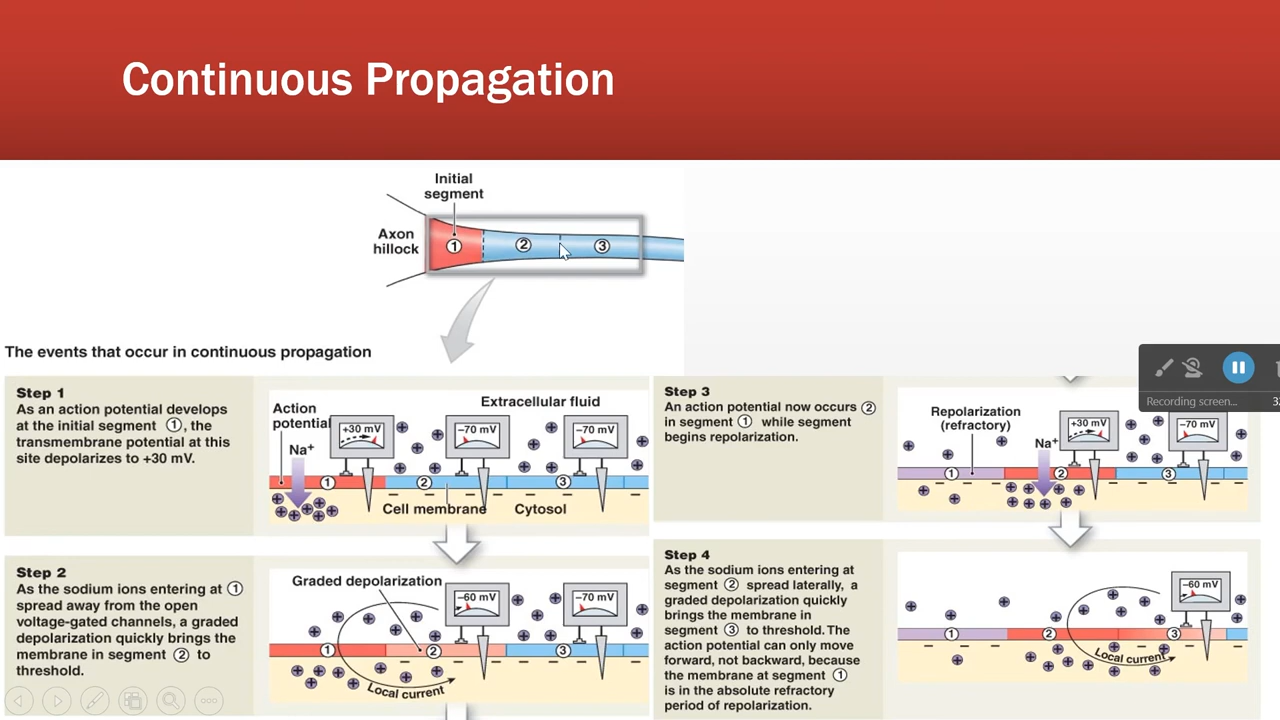 Continuous Propagation
Initial
segment
Axon
hillock
①
②
③
The events that occur in continuous propagation
Step 1
As an action potential develops
at the initial segment ①, the
transmembrane potential at this
site depolarizes to +30 mV.
Action
potential
Extracellular fluid
Na⁺
+30 mV
-70 mV
-70 mV
①
②
③
Cell membrane
Cytosol
Step 2
As the sodium ions entering at ①
spread away from the open
voltage-gated channels, a graded
depolarization quickly brings the
membrane in segment ② to
threshold.
Graded depolarization
-60 mV
-70 mV
①
②
③
Local current
Step 3
An action potential now occurs ②
in segment ① while segment
begins repolarization.
Repolarization
(refractory)
Na⁺
+30 mV
-70 mV
①
②
③
Step 4
As the sodium ions entering at
segment ② spread laterally, a
graded depolarization quickly
brings the membrane in
segment ③ to threshold. The
action potential can only move
forward, not backward, because
the membrane at segment ①
is in the absolute refractory
period of repolarization.
-60 mV
①
②
③
Local current
Recording screen...